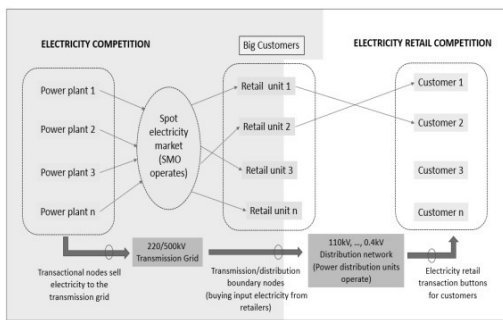 ELECTRICITY COMPETITION
Big Customers
ELECTRICITY RETAIL COMPETITION
Power plant 1
Power plant 2
Power plant 3
Power plant n
Spot
electricity
market
(SMO
operates)
Retail unit 1
Retail unit 2
Retail unit 3
Retail unit n
Customer 1
Customer 2
Customer 3
Customer n
220/500kV
Transmission Grid
110kV, ..., 0.4kV
Distribution network
(Power distribution units
operate)
Transactional nodes sell
electricity to the
transmission grid
Transmission/distribution
boundary nodes
(buying input electricity from
retailers)
Electricity retail
transaction buttons
for customers